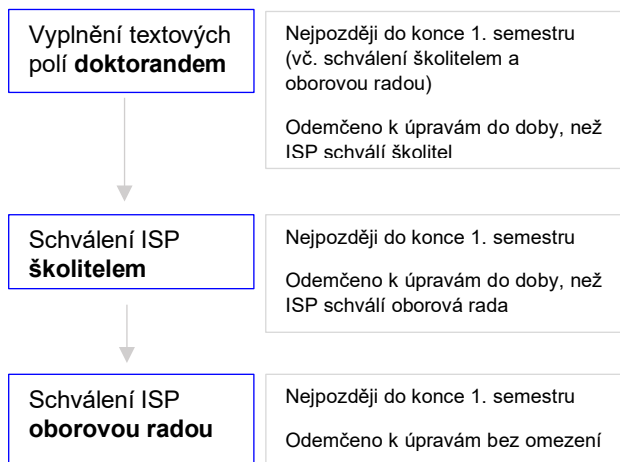 Vyplnění textových
polí doktorandem
Nejpozději do konce 1. semestru
(vč. schválení školitelem a
oborovou radou)
Odemčeno k úpravám do doby, než
ISP schválí školitel
Schválení ISP
školitelem
Nejpozději do konce 1. semestru
Odemčeno k úpravám do doby, než
ISP schválí oborová rada
Schválení ISP
oborovou radou
Nejpozději do konce 1. semestru
Odemčeno k úpravám bez omezení